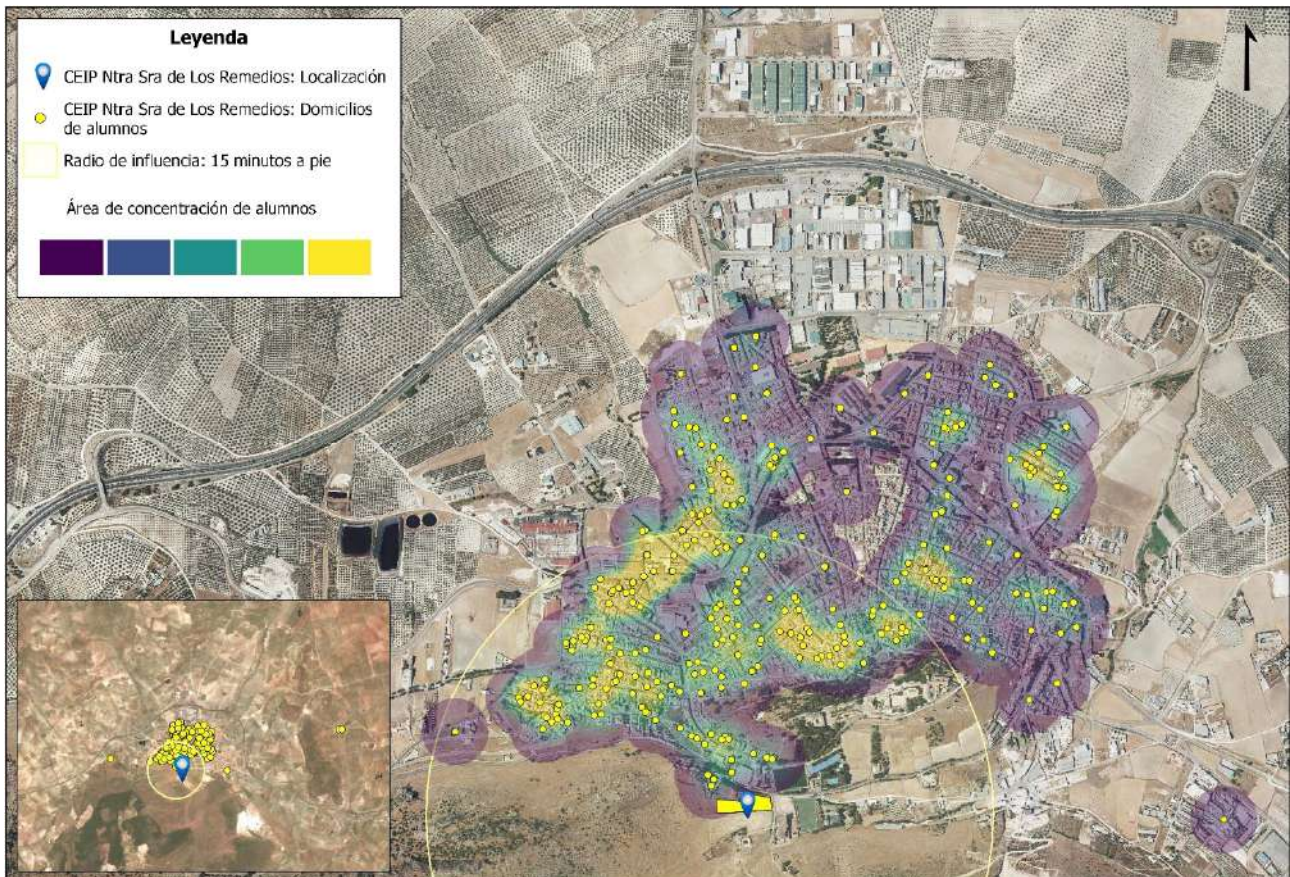 Leyenda
CEIP Ntra Sra de Los Remedios: Localización
CEIP Ntra Sra de Los Remedios: Domicilios
de alumnos
Radio de influencia: 15 minutos a pie
Área de concentración de alumnos